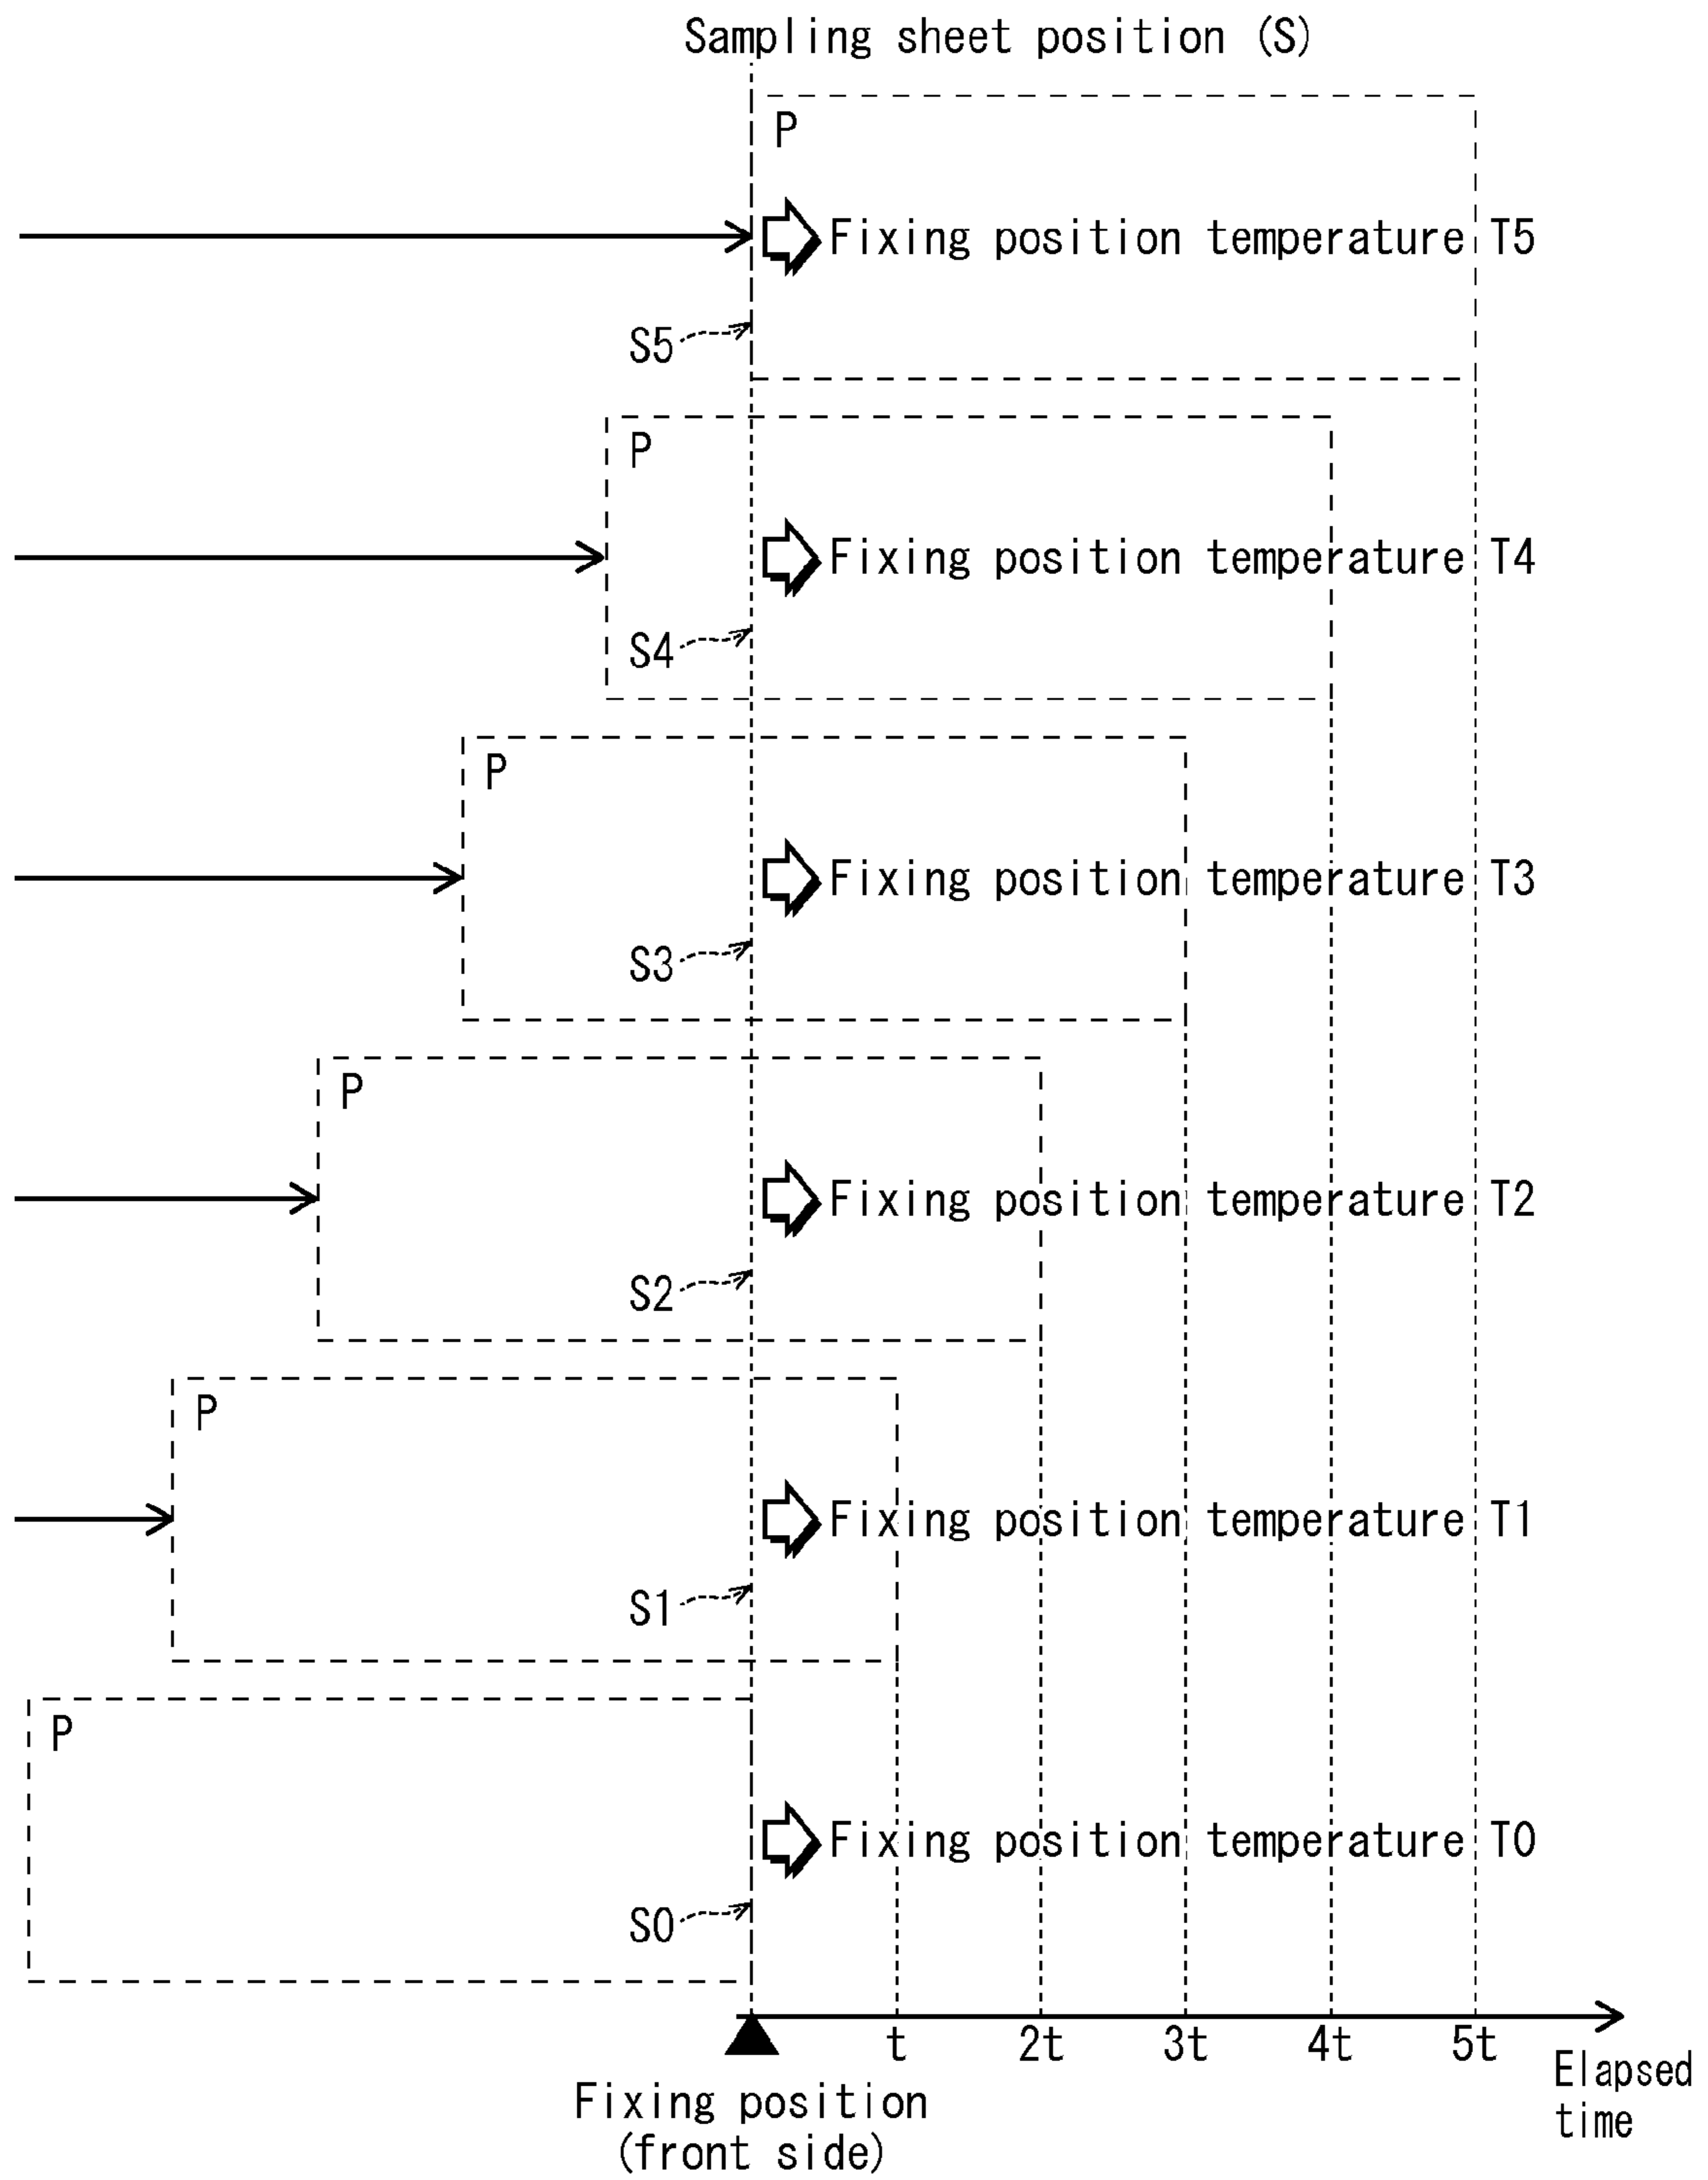 Sampling sheet position (S)
P
Fixing position temperature T5
S5
P
Fixing position temperature T4
S4
P
Fixing position temperature T3
S3
P
Fixing position temperature T2
S2
P
Fixing position temperature T1
S1
P
Fixing position temperature T0
S0
t 2t 3t 4t 5t
Elapsed
time
Fixing position
(front side)